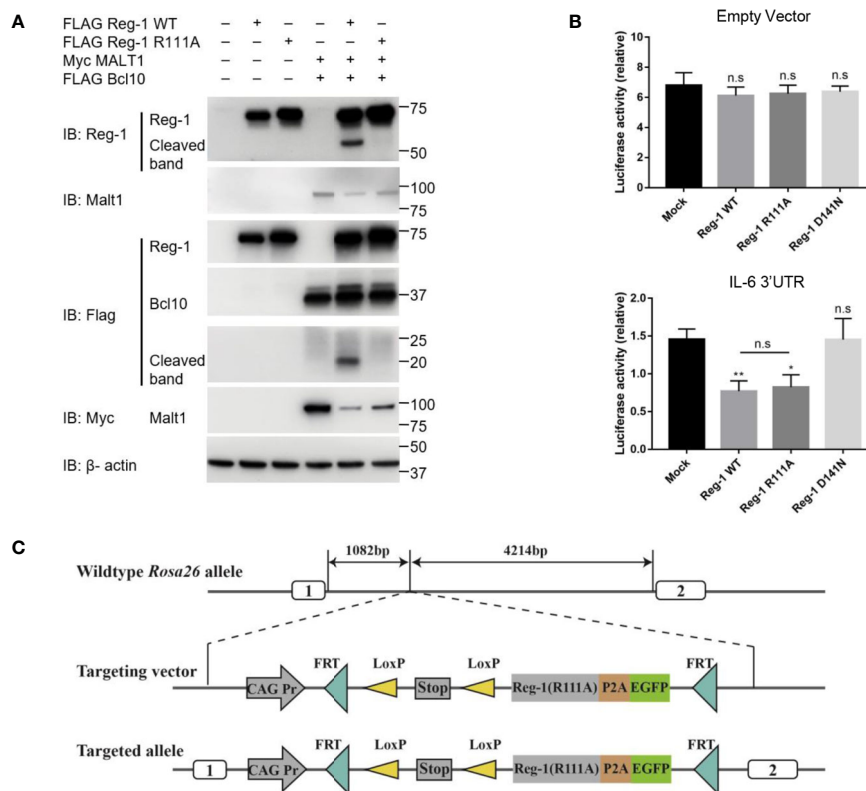 A
FLAG Reg-1 WT – + – – + –
FLAG Reg-1 R111A – – + – – +
Myc MALT1 – – – + + +
FLAG Bcl10 – – – + + +
IB: Reg-1
Reg-1
Cleaved
band
75
50
IB: Malt1
100
75
IB: Flag
Reg-1
75
Bcl10
37
Cleaved
band
25
20
IB: Myc Malt1
100
75
IB: β- actin
50
37
B
Empty Vector
Luciferase activity (relative)
10
8
6
4
2
0
n.s n.s n.s
Mock Reg-1 WT Reg-1 R111A Reg-1 D141N
IL-6 3'UTR
Luciferase activity (relative)
2.0
1.5
1.0
0.5
0.0
n.s
n.s
** *
Mock Reg-1 WT Reg-1 R111A Reg-1 D141N
C
Wildtype Rosa26 allele
1082bp 4214bp
1 2
Targeting vector
CAG Pr FRT LoxP Stop LoxP Reg-1(R111A) P2A EGFP FRT
Targeted allele
1 CAG Pr FRT LoxP Stop LoxP Reg-1(R111A) P2A EGFP FRT 2